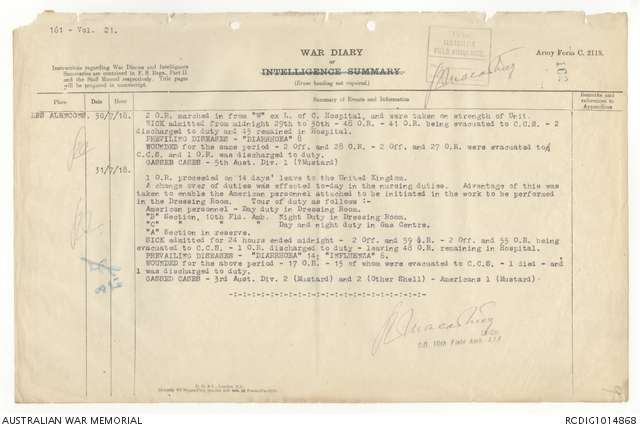 161 - Vol. 21.
WAR DIARY
or
INTELLIGENCE SUMMARY.
(Erase heading not required.)
Army Form C. 2118.
Instructions regarding War Diaries and Intelligence
Summaries are contained in F. S. Regs., Part II.
and the Staff Manual respectively. Title pages
will be prepared in manuscript.
Place
Date
Summary of Events and Information
Remarks and
references to
Appendices
LES ALENCONS. 30/7/18. 2 O.R. marched in from "W" ex L. of C. Hospital, and were taken on strength of Unit.
SICK admitted from midnight 29th to 30th - 48 O.R. - 41 O.R. being evacuated to C.C.S. - 2
discharged to duty and 45 remained in Hospital.
PREVAILING DISEASES - "DIARRHOEA" 8
WOUNDED for the same period - 2 Off. and 28 O.R. - 2 Off. and 27 O.R. were evacuated to
C.C.S. and 1 O.R. was discharged to duty.
GASSED CASES - 5th Aust. Div. 1 (?Mustard)
31/7/18. 1 O.R. proceeded on 14 days' leave to the United Kingdom.
A change over of duties was effected to-day in the nursing duties. Advantage of this was
taken to enable the American personnel attached to be initiated in the work to be performed
in the Dressing Room. Tour of duty as follows :-
American personnel - Day duty in Dressing Room.
"B" Section, 10th Fld. Amb. Night Duty in Dressing Room.
"C" " " " " Day and night duty in Gas Centre.
"A" Section in reserve.
SICK admitted for 24 hours ended midnight - 2 Off. and 59 O.R. - 2 Off. and 55 O.R. being
evacuated to C.C.S. - 1 O.R. discharged to duty - leaving 48 O.R. remaining in Hospital.
PREVAILING DISEASES - "DIARRHOEA" 14; "INFLUENZA" 6.
WOUNDED for the above period - 17 O.R. - 15 of whom were evacuated to C.C.S. - 1 died - and
1 was discharged to duty.
GASSED CASES - 3rd Aust. Div. 2 (Mustard) and 2 (Other Shell) - Americans 1 (Mustard)-
-:-:-:-:-:-:-:-:-:-:-:-:-:-:-:-
AUSTRALIAN WAR MEMORIAL
RCDIG1014868